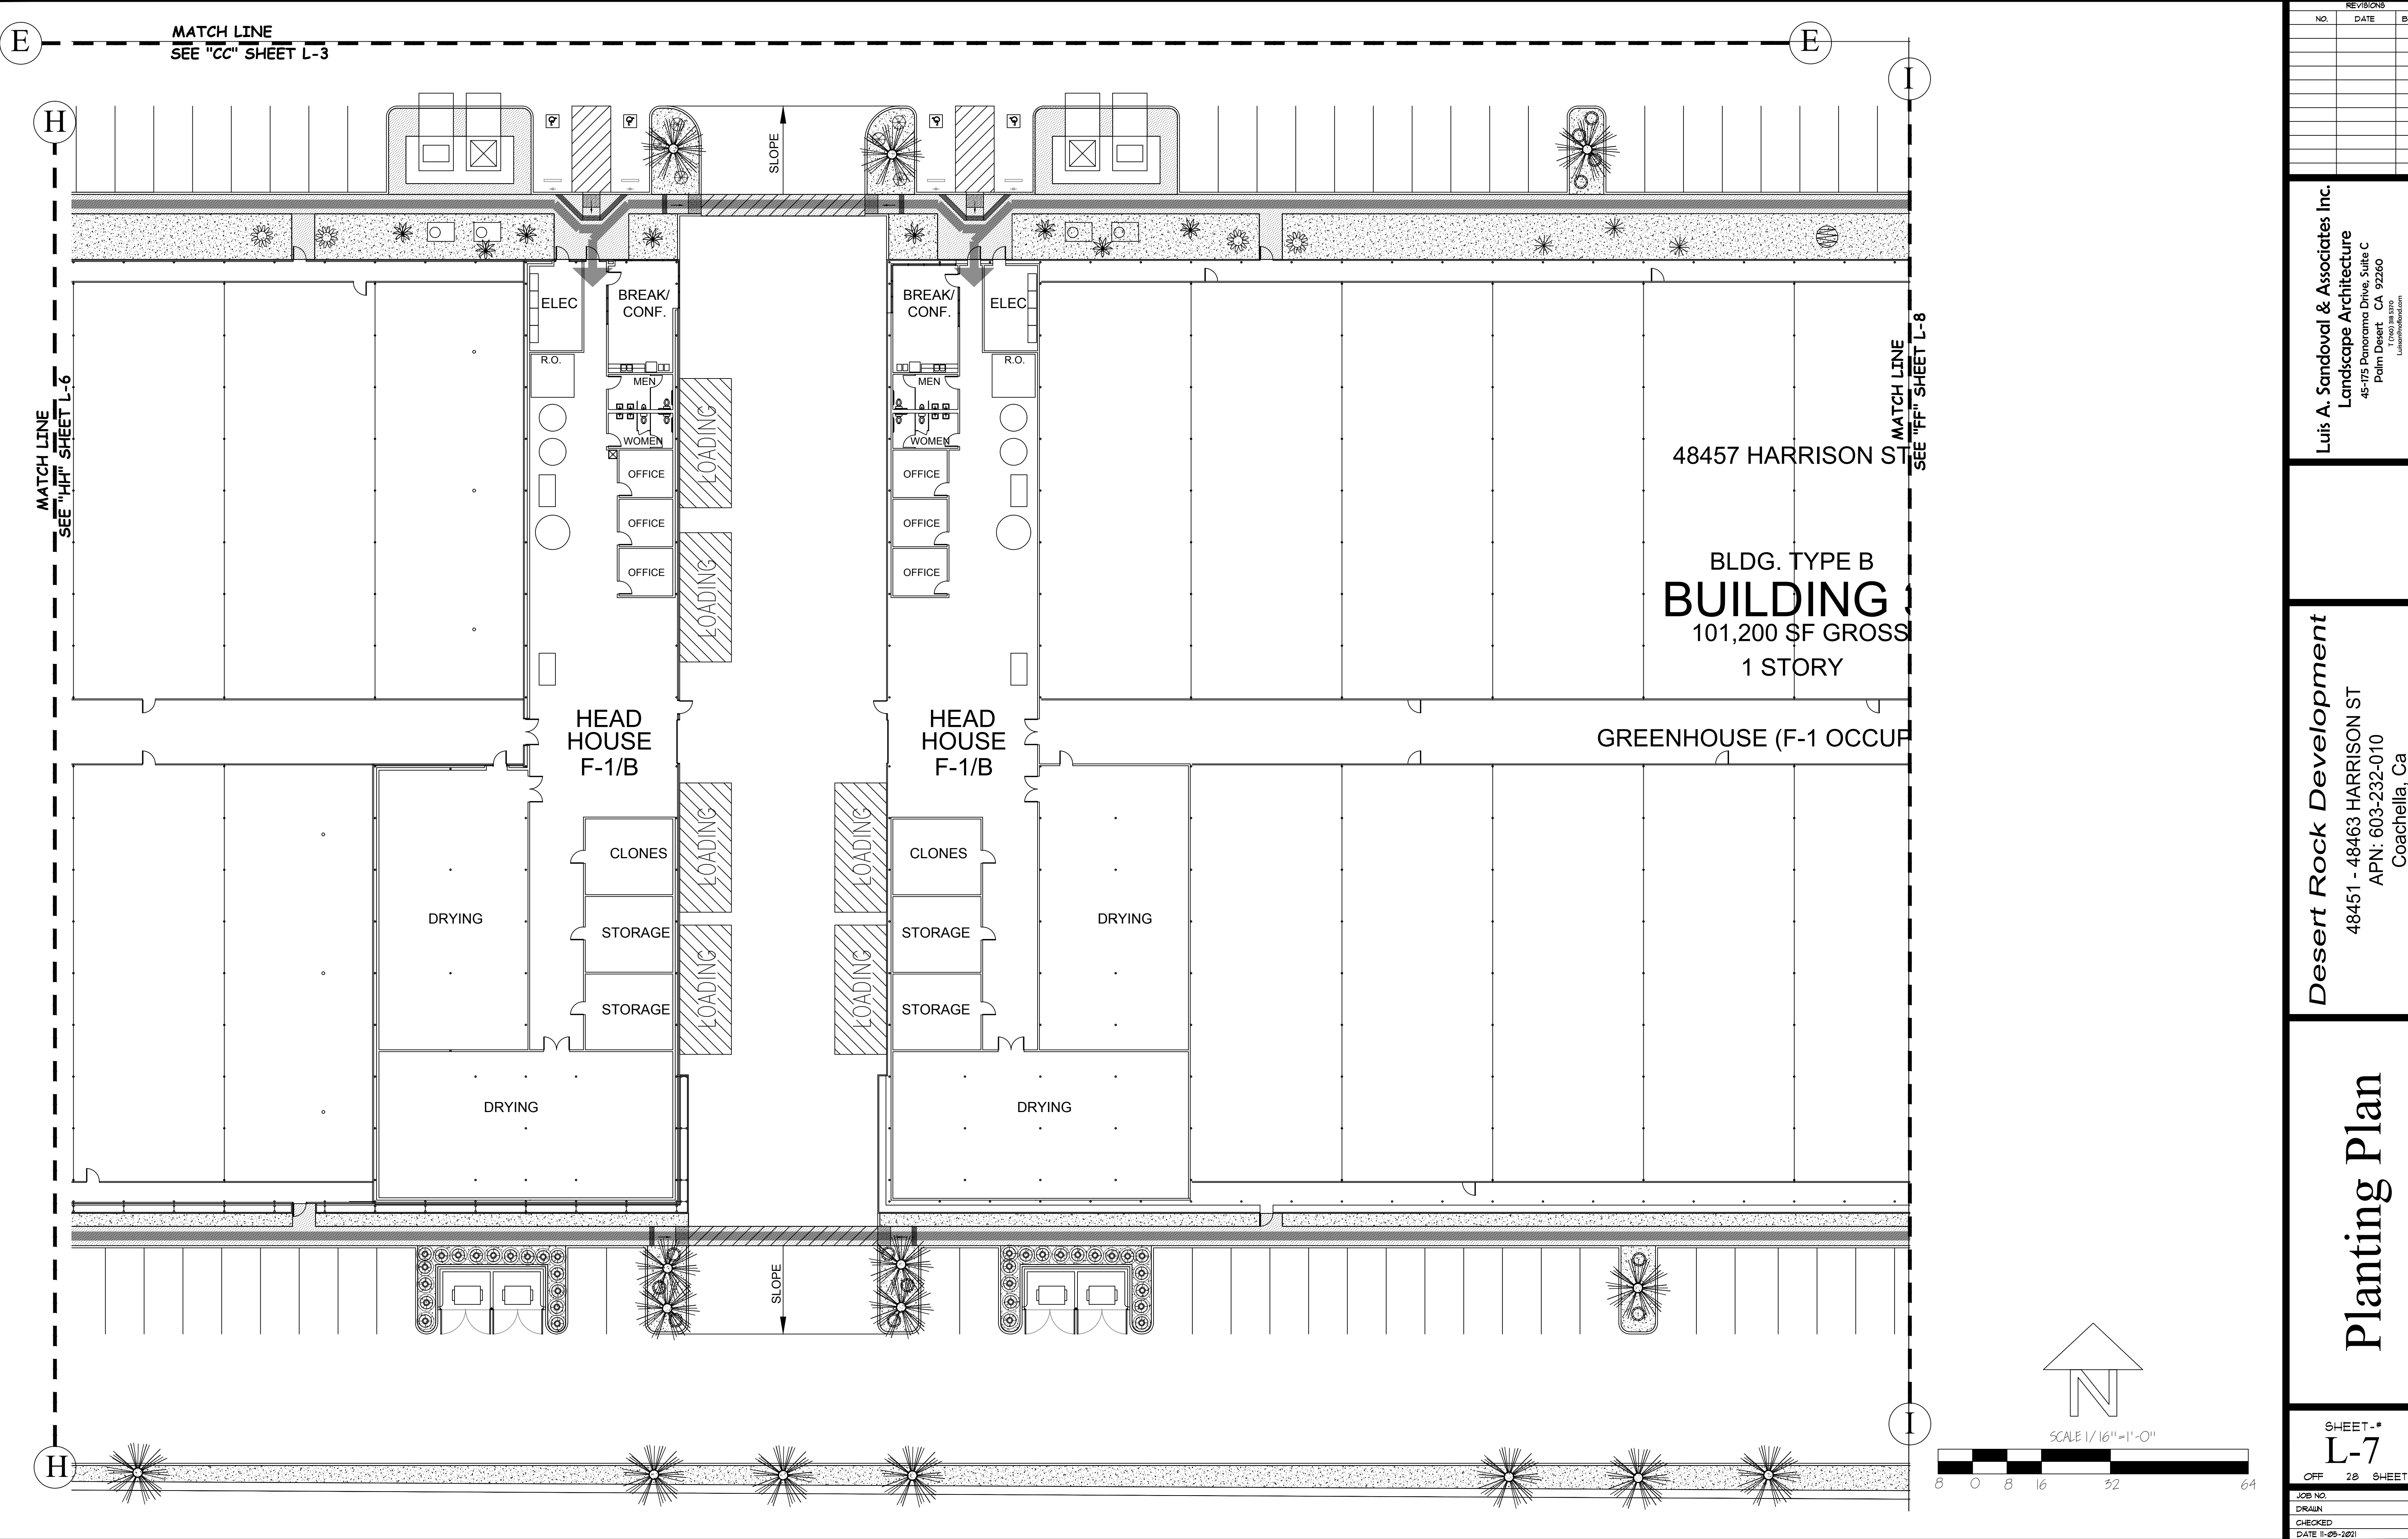 E
MATCH LINE
SEE "CC" SHEET L-3
E
I
H
SLOPE
ELEC
BREAK/
CONF.
BREAK/
CONF.
ELEC
R.O.
R.O.
MEN
MEN
WOMEN
WOMEN
OFFICE
OFFICE
OFFICE
OFFICE
OFFICE
OFFICE
LOADING
LOADING
MATCH LINE
SEE "HH" SHEET L-6
MATCH LINE
SEE "FF" SHEET L-8
48457 HARRISON ST
BLDG. TYPE B
BUILDING
101,200 SF GROSS
1 STORY
HEAD
HOUSE
F-1/B
HEAD
HOUSE
F-1/B
GREENHOUSE (F-1 OCCUP
LOADING
LOADING
CLONES
CLONES
DRYING
DRYING
STORAGE
STORAGE
LOADING
LOADING
STORAGE
STORAGE
DRYING
DRYING
SLOPE
H
I
N
SCALE 1/16"=1'-0"
8 0 8 16 32 64
REVISIONS
NO. DATE B
Luis A. Sandoval & Associates Inc.
Landscape Architecture
45-175 Panorama Drive, Suite C
Palm Desert CA 92260
T (760) 318 5370
Desert Rock Development
48451 - 48463 HARRISON ST
APN: 603-232-010
Coachella, Ca
Planting Plan
SHEET-#
L-7
OFF 28 SHEET
JOB NO.
DRAWN
CHECKED
DATE 11-05-2021